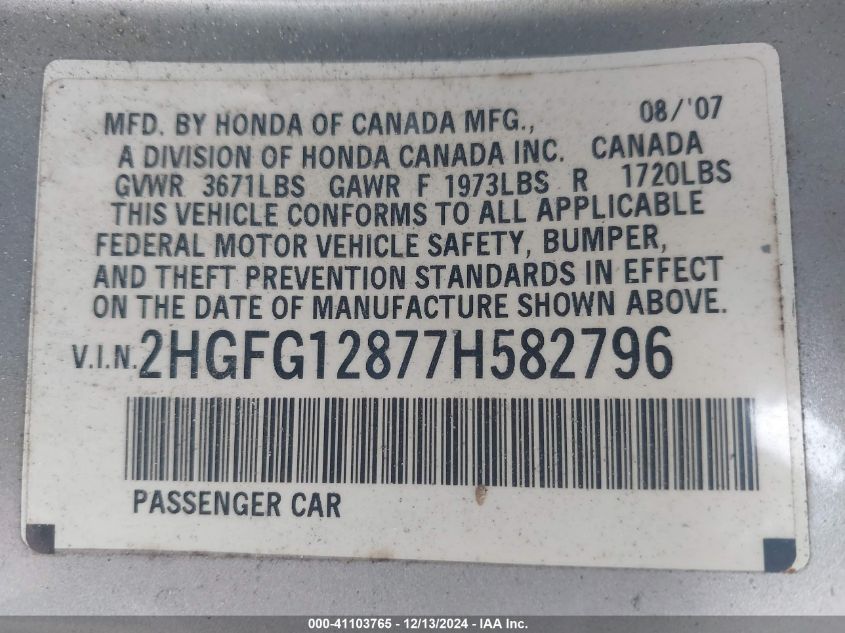 MFD. BY HONDA OF CANADA MFG., 08/'07
A DIVISION OF HONDA CANADA INC. CANADA
GVWR 3671LBS GAWR F 1973LBS R 1720LBS
THIS VEHICLE CONFORMS TO ALL APPLICABLE
FEDERAL MOTOR VEHICLE SAFETY, BUMPER,
AND THEFT PREVENTION STANDARDS IN EFFECT
ON THE DATE OF MANUFACTURE SHOWN ABOVE.
V.I.N. 2HGFG12877H582796
PASSENGER CAR
000-41103765 - 12/13/2024 - IAA Inc.